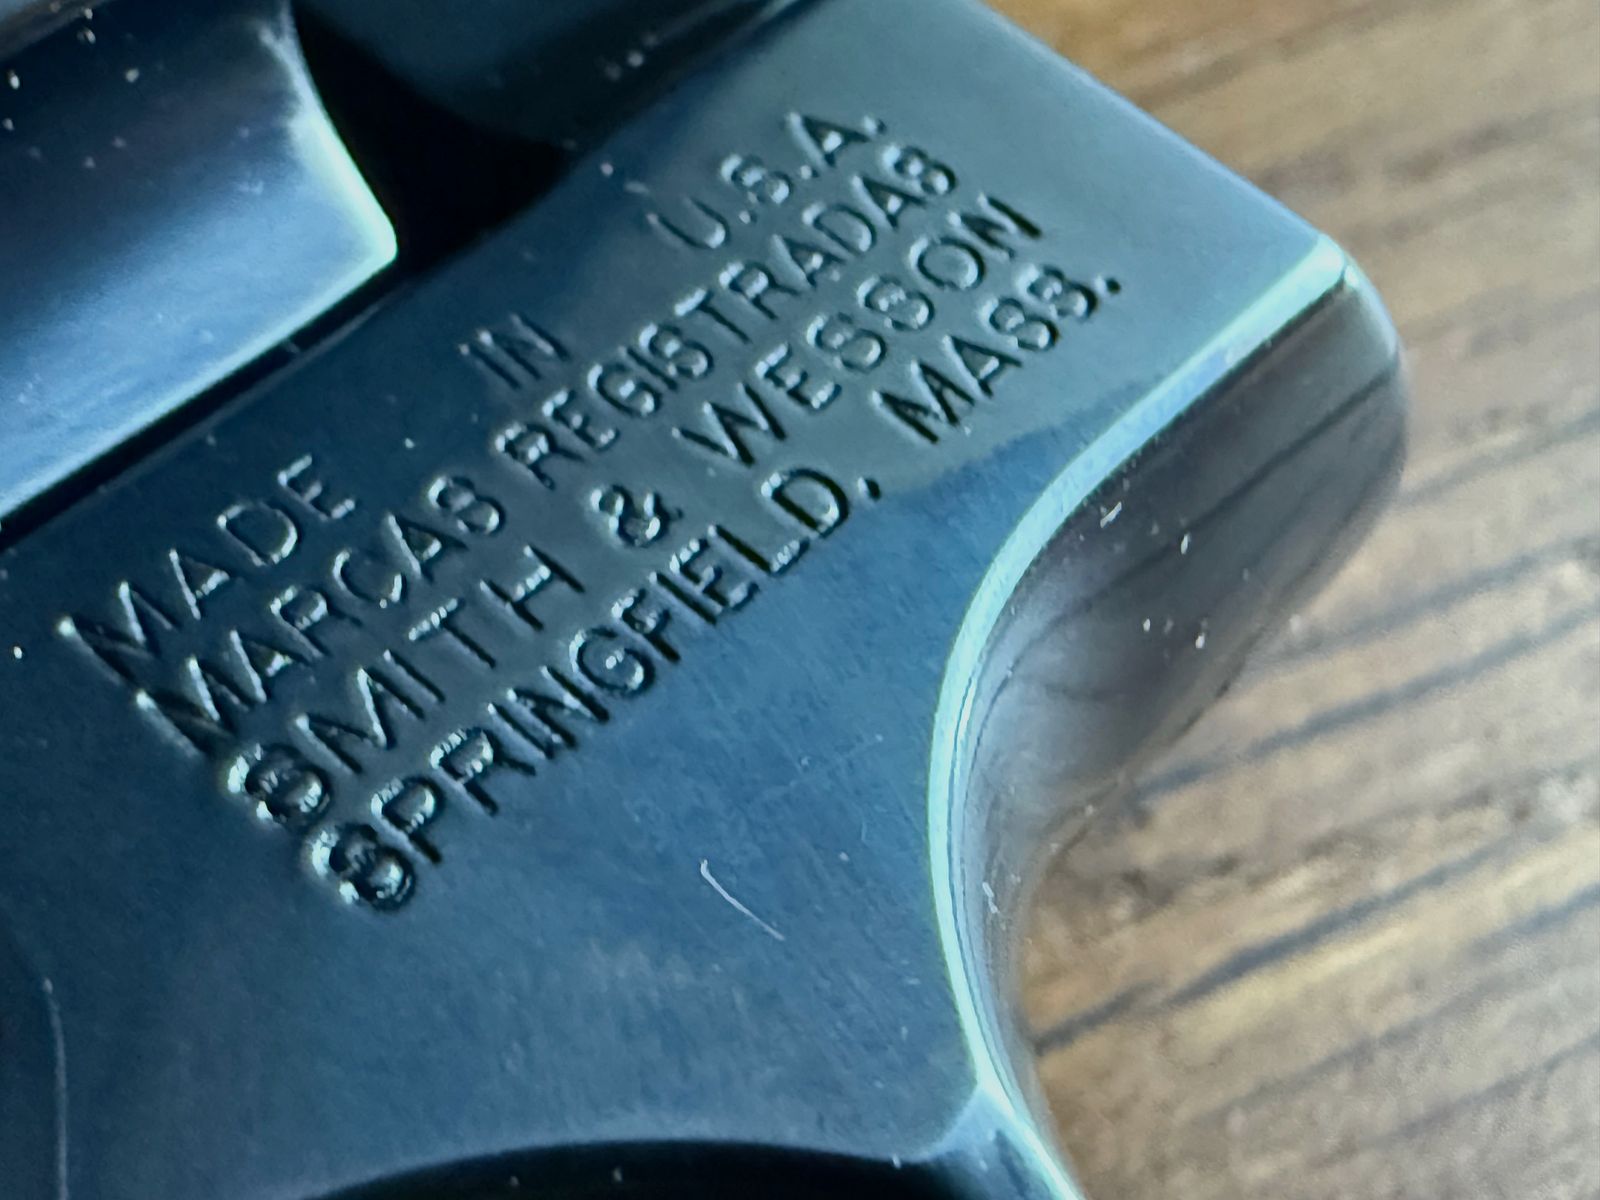 MADE IN U.S.A.
MARCAS REGISTRADAS
SMITH & WESSON
SPRINGFIELD, MASS.